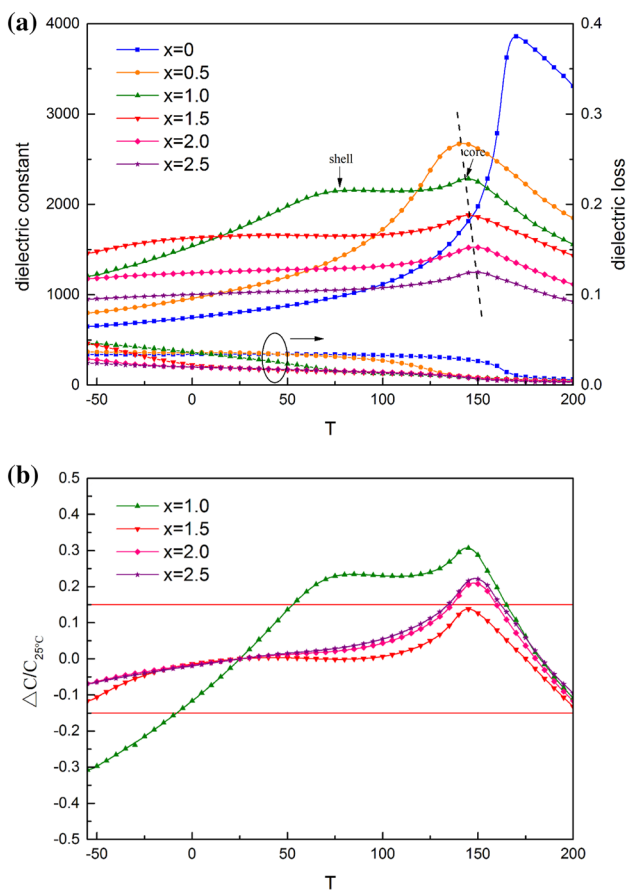 (a)
4000
3000
2000
1000
0
dielectric constant
x=0
x=0.5
x=1.0
x=1.5
x=2.0
x=2.5
shell
core
0.4
0.3
0.2
0.1
0.0
dielectric loss
-50 0 50 100 150 200
T
(b)
0.5
0.4
0.3
0.2
0.1
0.0
-0.1
-0.2
-0.3
-0.4
-0.5
△C/C25℃
x=1.0
x=1.5
x=2.0
x=2.5
-50 0 50 100 150 200
T